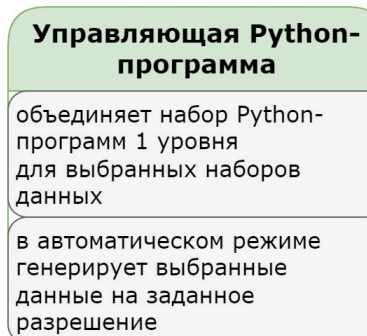 Управляющая Python-
программа
объединяет набор Python-
программ 1 уровня
для выбранных наборов
данных
в автоматическом режиме
генерирует выбранные
данные на заданное
разрешение